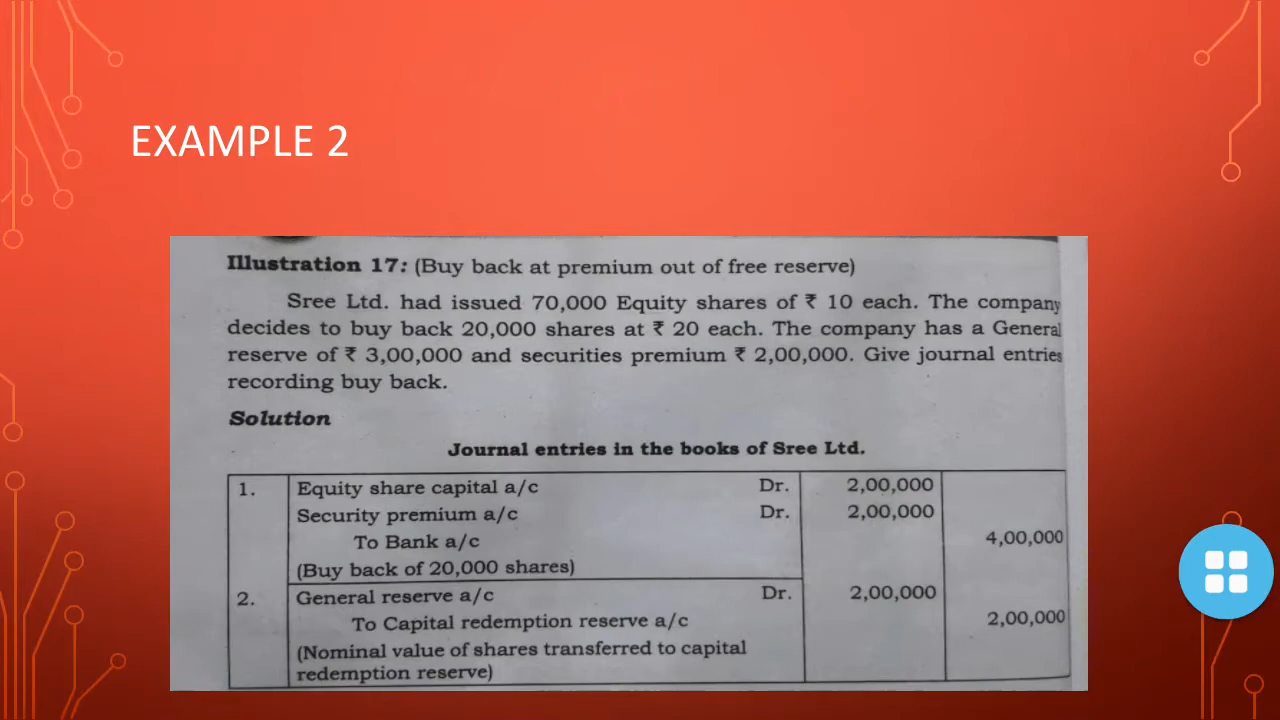 EXAMPLE 2
Illustration 17: (Buy back at premium out of free reserve)
Sree Ltd. had issued 70,000 Equity shares of ₹ 10 each. The company
decides to buy back 20,000 shares at ₹ 20 each. The company has a General
reserve of ₹ 3,00,000 and securities premium ₹ 2,00,000. Give journal entries
recording buy back.
Solution
Journal entries in the books of Sree Ltd.
1. Equity share capital a/c Dr. 2,00,000
Security premium a/c Dr. 2,00,000
To Bank a/c 4,00,000
(Buy back of 20,000 shares)
2. General reserve a/c Dr. 2,00,000
To Capital redemption reserve a/c 2,00,000
(Nominal value of shares transferred to capital
redemption reserve)